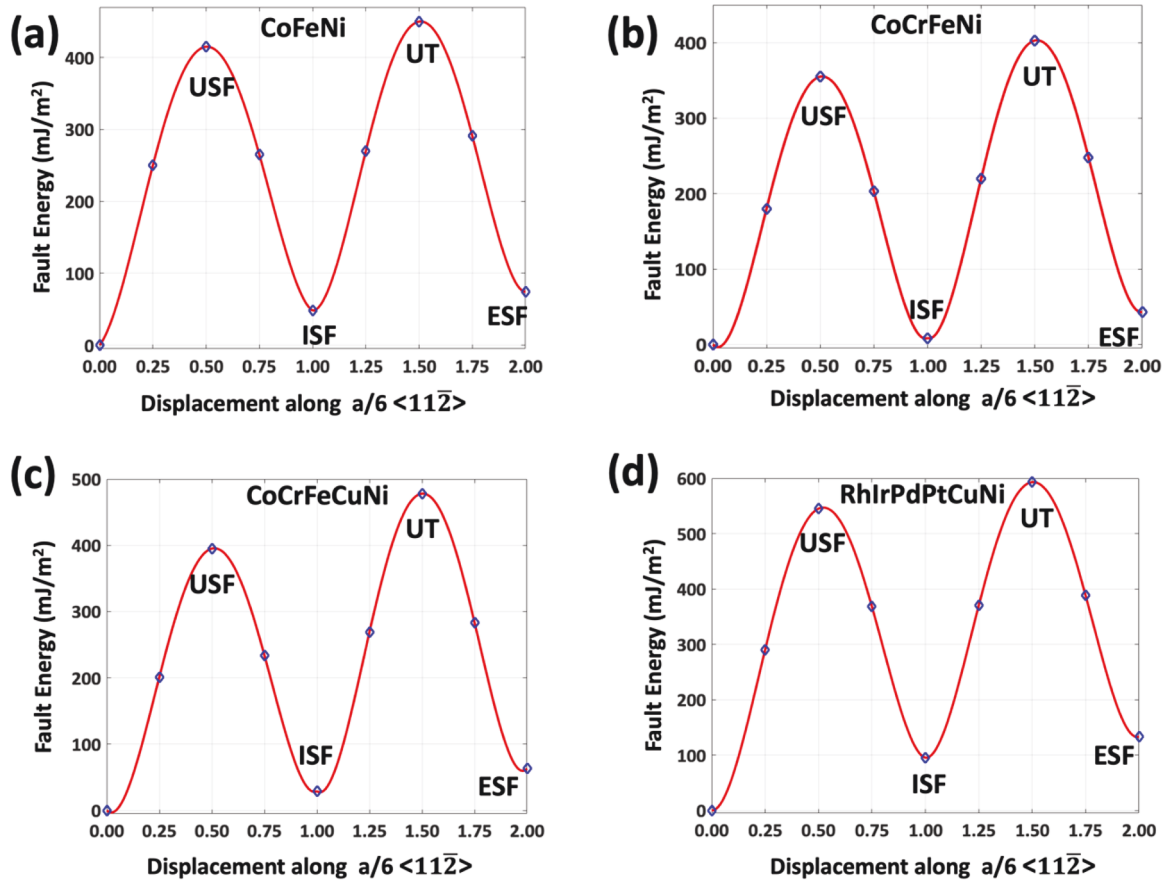 (a)
CoFeNi
400
300
200
100
0
Fault Energy (mJ/m²)
USF
UT
ISF
ESF
0.00 0.25 0.50 0.75 1.00 1.25 1.50 1.75 2.00
Displacement along a/6 <112̅>
(b)
CoCrFeNi
400
300
200
100
0
Fault Energy (mJ/m²)
USF
UT
ISF
ESF
0.00 0.25 0.50 0.75 1.00 1.25 1.50 1.75 2.00
Displacement along a/6 <112̅>
(c)
CoCrFeCuNi
500
400
300
200
100
0
Fault Energy (mJ/m²)
USF
UT
ISF
ESF
0.00 0.25 0.50 0.75 1.00 1.25 1.50 1.75 2.00
Displacement along a/6 <112̅>
(d)
RhIrPdPtCuNi
600
500
400
300
200
100
0
Fault Energy (mJ/m²)
USF
UT
ISF
ESF
0.00 0.25 0.50 0.75 1.00 1.25 1.50 1.75 2.00
Displacement along a/6 <112̅>